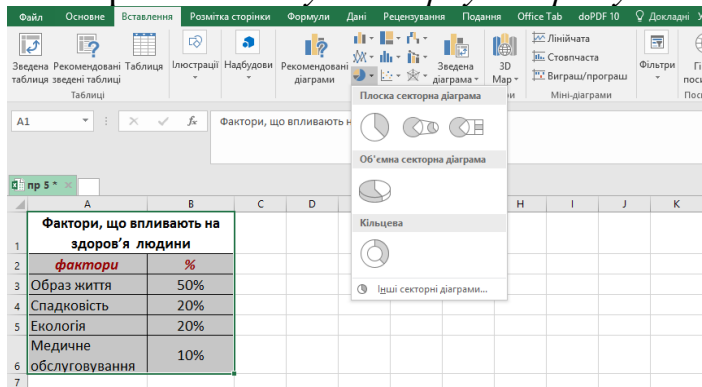 Файл Основне Вставлення Розмітка сторінки Формули Дані Рецензування Подання Office Tab doPDF 10 Докладні
Зведена таблиця
Рекомендовані зведені таблиці
Таблиця
Ілюстрації
Надбудови
Рекомендовані діаграми
Зведена діаграма
3D Map
Лінійчата
Стовпчаста
Виграш/програш
Фільтри
Таблиці
Міні-діаграми
A1
fx
Фактори, що впливають н
Плоска секторна діаграма
Об'ємна секторна діаграма
Кільцева
Інші секторні діаграми...
пр 5 *
A B C D H I J K
1 Фактори, що впливають на
здоров’я людини
2 фактори %
3 Образ життя 50%
4 Спадковість 20%
5 Екологія 20%
6 Медичне
обслуговування 10%
7